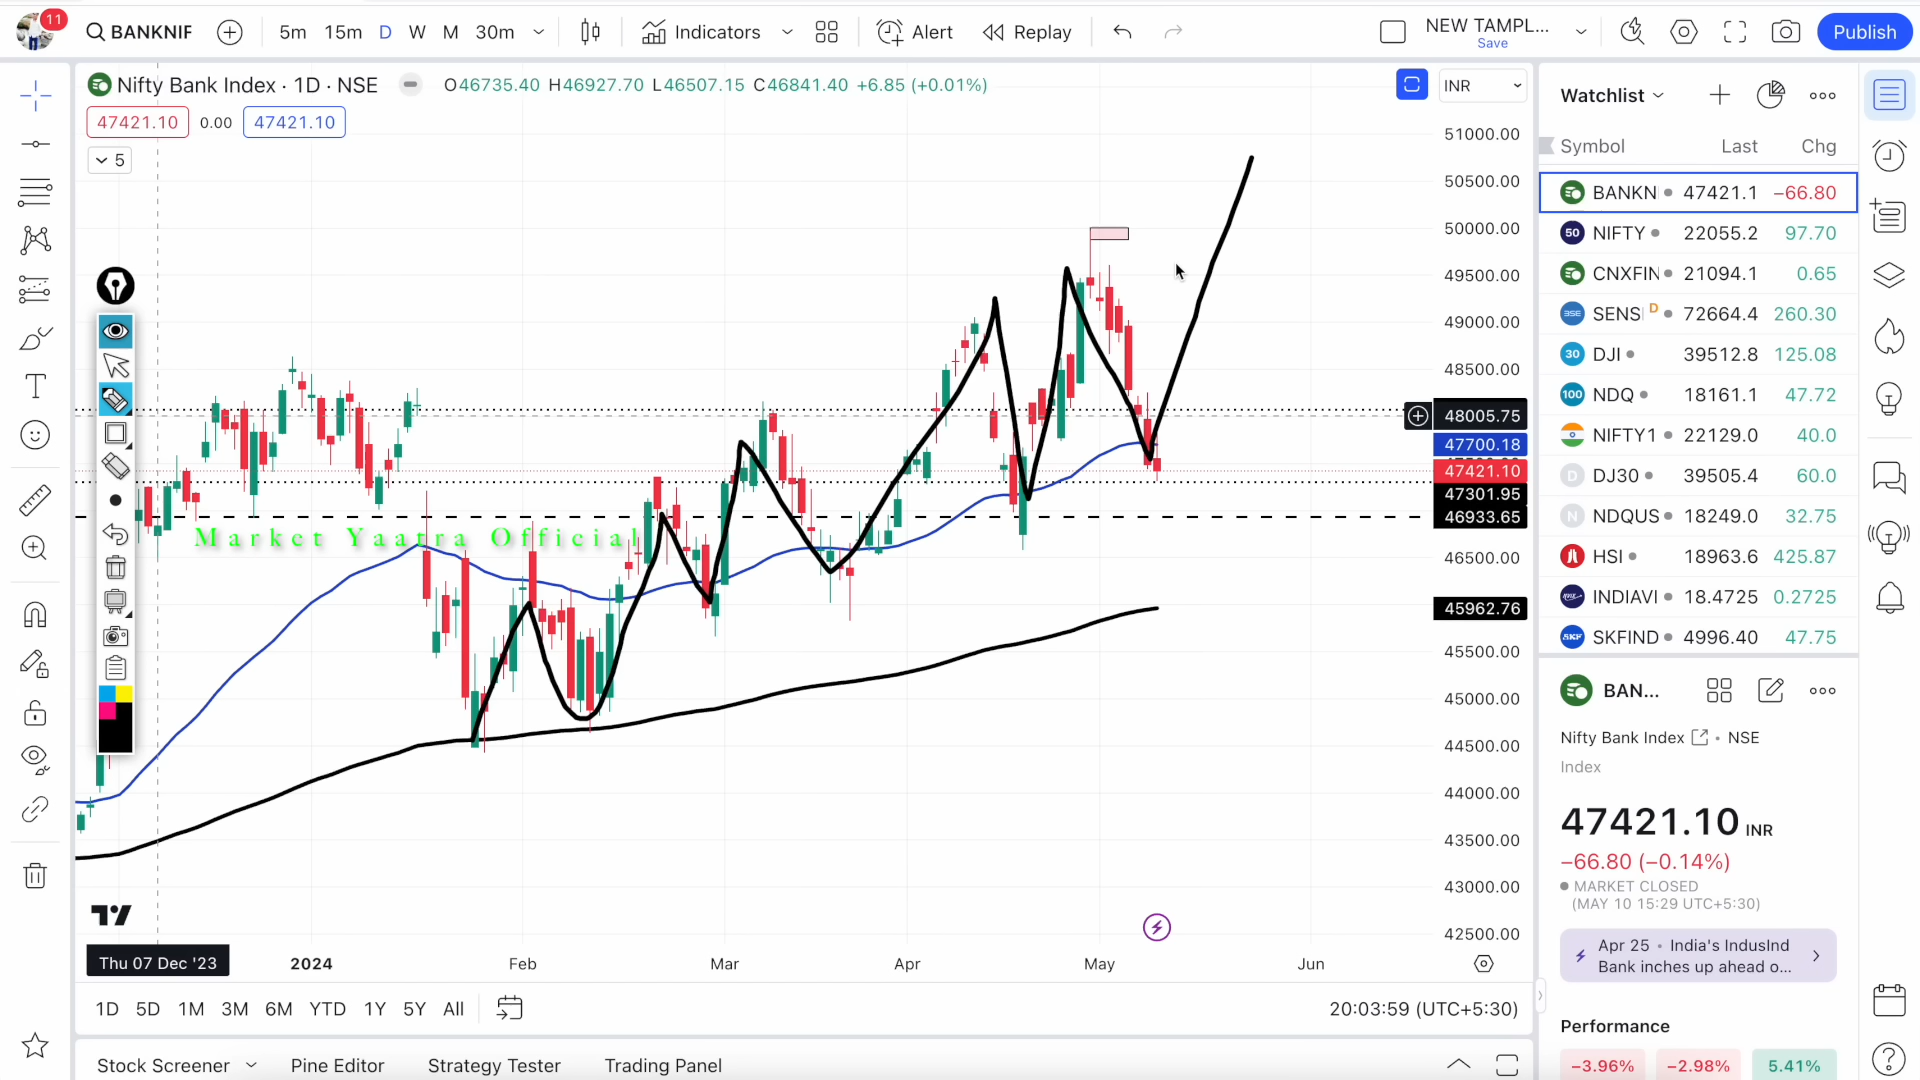 11
BANKNIF
5m 15m D W M 30m
Indicators
Alert
Replay
NEW TAMPL...
Save
Publish
Nifty Bank Index · 1D · NSE
O46735.40 H46927.70 L46507.15 C46841.40 +6.85 (+0.01%)
INR
47421.10 0.00 47421.10
5
51000.00
50500.00
50000.00
49500.00
49000.00
48500.00
48005.75
47700.18
47421.10
47301.95
46933.65
46500.00
45962.76
45500.00
45000.00
44500.00
44000.00
43500.00
43000.00
42500.00
Market Yaatra Official
Thu 07 Dec '23 2024 Feb Mar Apr May Jun
1D 5D 1M 3M 6M YTD 1Y 5Y All
20:03:59 (UTC+5:30)
Stock Screener Pine Editor Strategy Tester Trading Panel
Watchlist
Symbol Last Chg
BANKN 47421.1 −66.80
50 NIFTY 22055.2 97.70
CNXFIN 21094.1 0.65
BSE SENS D 72664.4 260.30
30 DJI 39512.8 125.08
100 NDQ 18161.1 47.72
NIFTY1 22129.0 40.0
D DJ30 39505.4 60.0
N NDQUS 18249.0 32.75
HSI 18963.6 425.87
INDIAVI 18.4725 0.2725
SKF SKFIND 4996.40 47.75
BAN...
Nifty Bank Index • NSE
Index
47421.10 INR
−66.80 (−0.14%)
MARKET CLOSED
(MAY 10 15:29 UTC+5:30)
Apr 25 • India's IndusInd
Bank inches up ahead o...
Performance
−3.96% −2.98% 5.41%